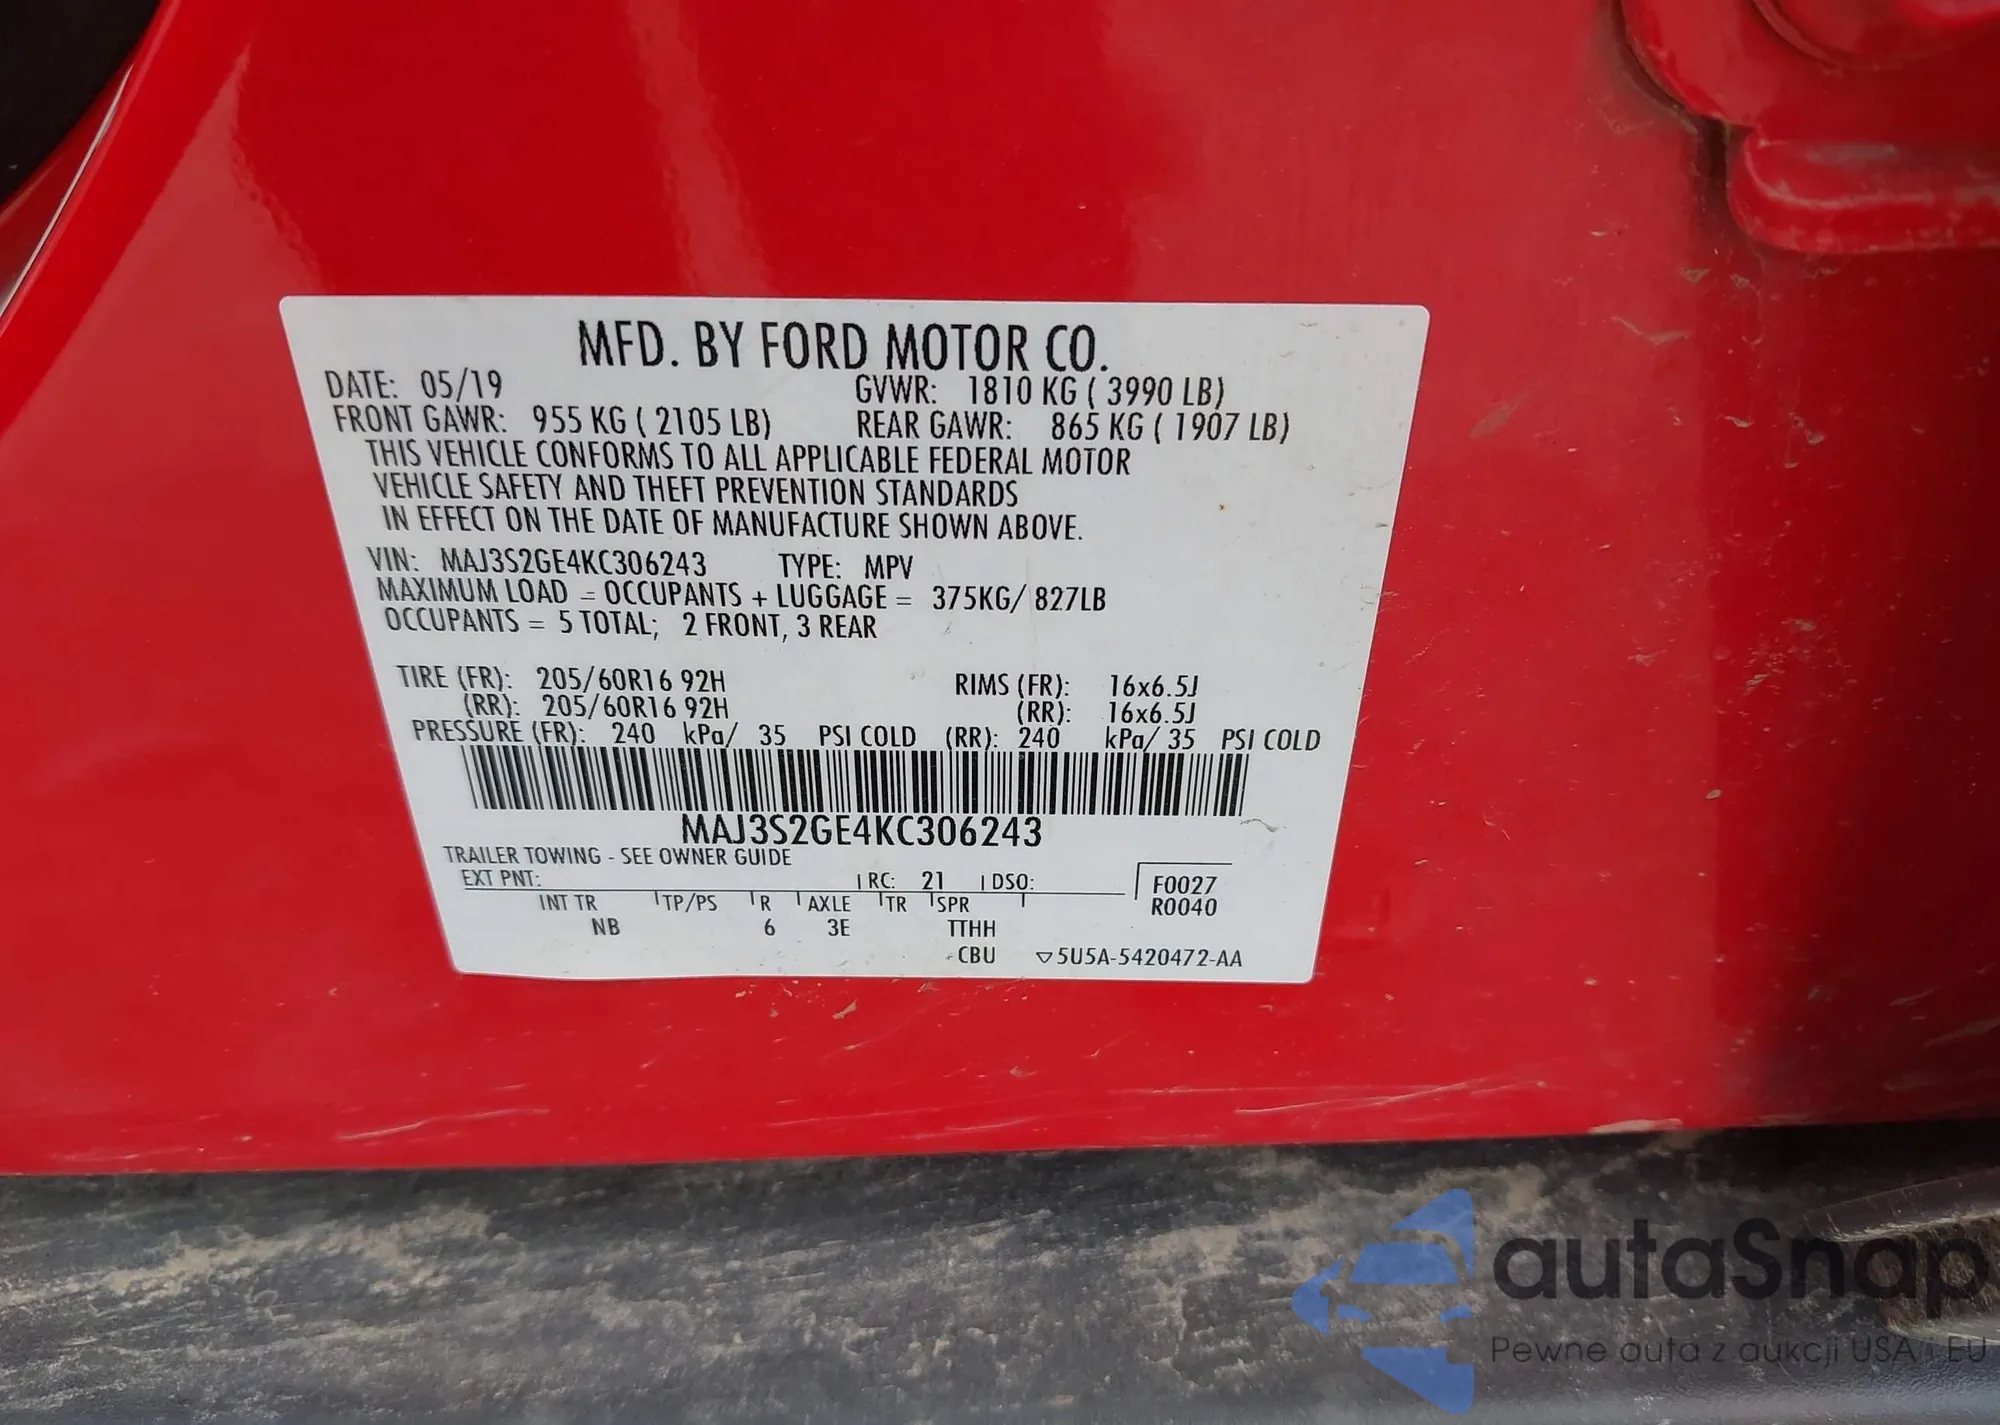 MFD. BY FORD MOTOR CO.
DATE: 05/19 GVWR: 1810 KG ( 3990 LB)
FRONT GAWR: 955 KG ( 2105 LB) REAR GAWR: 865 KG ( 1907 LB)
THIS VEHICLE CONFORMS TO ALL APPLICABLE FEDERAL MOTOR
VEHICLE SAFETY AND THEFT PREVENTION STANDARDS
IN EFFECT ON THE DATE OF MANUFACTURE SHOWN ABOVE.
VIN: MAJ3S2GE4KC306243 TYPE: MPV
MAXIMUM LOAD = OCCUPANTS + LUGGAGE = 375KG/ 827LB
OCCUPANTS = 5 TOTAL; 2 FRONT, 3 REAR
TIRE (FR): 205/60R16 92H RIMS (FR): 16x6.5J
(RR): 205/60R16 92H (RR): 16x6.5J
PRESSURE (FR): 240 kPa/ 35 PSI COLD (RR): 240 kPa/ 35 PSI COLD
MAJ3S2GE4KC306243
TRAILER TOWING - SEE OWNER GUIDE
EXT PNT: RC: 21 DSO: F0027
INT TR TP/PS R AXLE TR SPR R0040
NB 6 3E TTHH
CBU ▽5U5A-5420472-AA
autoSnap
Pewne auta z aukcji USA i EU